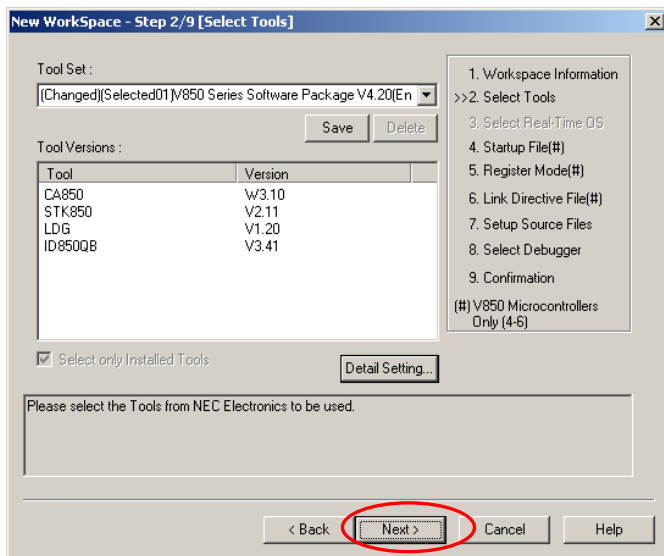 New WorkSpace - Step 2/9 [Select Tools]
Tool Set :
(Changed)(Selected01)V850 Series Software Package V4.20(En
Save Delete
Tool Versions :
Tool Version
CA850 W3.10
STK850 V2.11
LDG V1.20
ID850QB V3.41
Select only Installed Tools
Detail Setting...
1. Workspace Information
>>2. Select Tools
3. Select Real-Time OS
4. Startup File(#)
5. Register Mode(#)
6. Link Directive File(#)
7. Setup Source Files
8. Select Debugger
9. Confirmation
(#) V850 Microcontrollers
Only (4-6)
Please select the Tools from NEC Electronics to be used.
< Back Next > Cancel Help